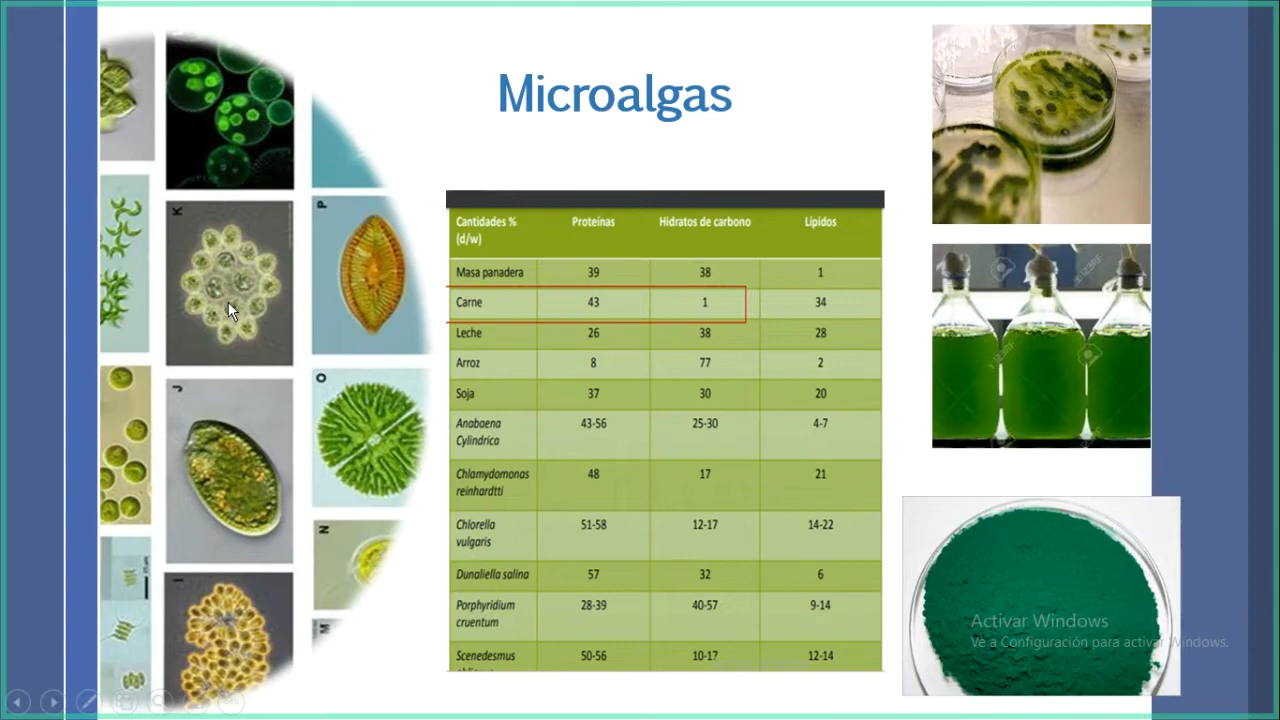 Microalgas
Cantidades % Proteínas Hidratos de carbono Lípidos
(d/w)
Masa panadera 39 38 1
Carne 43 1 34
Leche 26 38 28
Arroz 8 77 2
Soja 37 30 20
Anabaena 43-56 25-30 4-7
Cylindrica
Chlamydomonas 48 17 21
reinhardtti
Chlorella 51-58 12-17 14-22
vulgaris
Dunaliella salina 57 32 6
Porphyridium 28-39 40-57 9-14
cruentum
Scenedesmus 50-56 10-17 12-14
K
P
J
O
N
I
M
123RF
123RF
Activar Windows
Ve a Configuración para activar Windows.